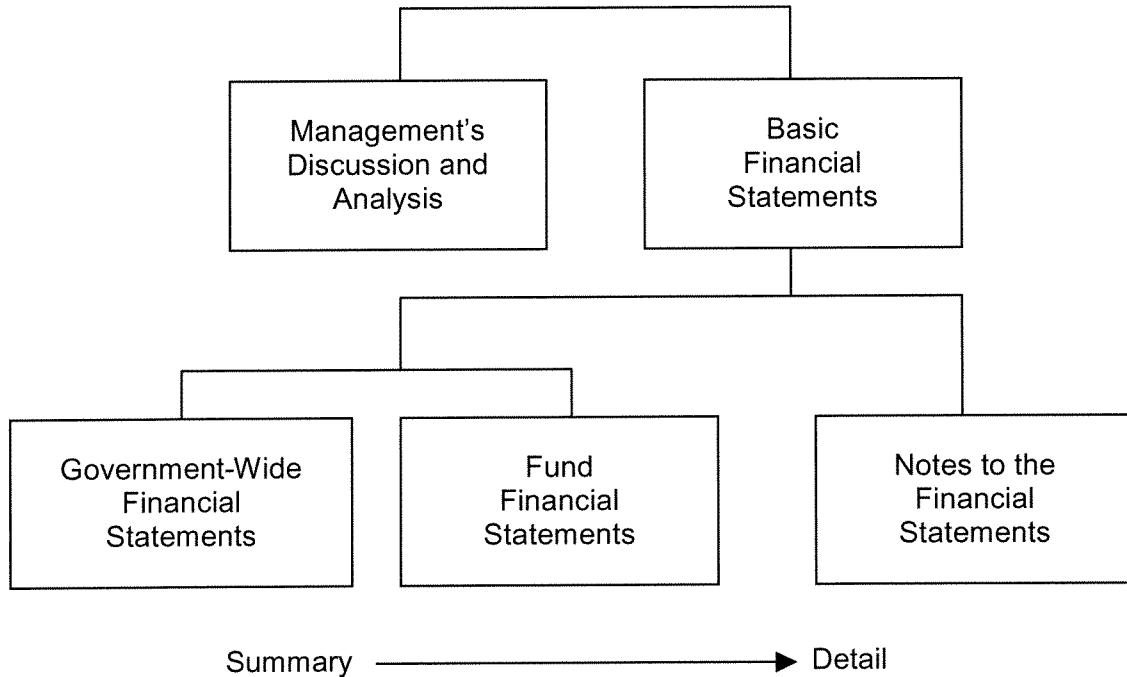 Management’s
Discussion and
Analysis
Basic
Financial
Statements
Government-Wide
Financial
Statements
Fund
Financial
Statements
Notes to the
Financial
Statements
Summary
Detail